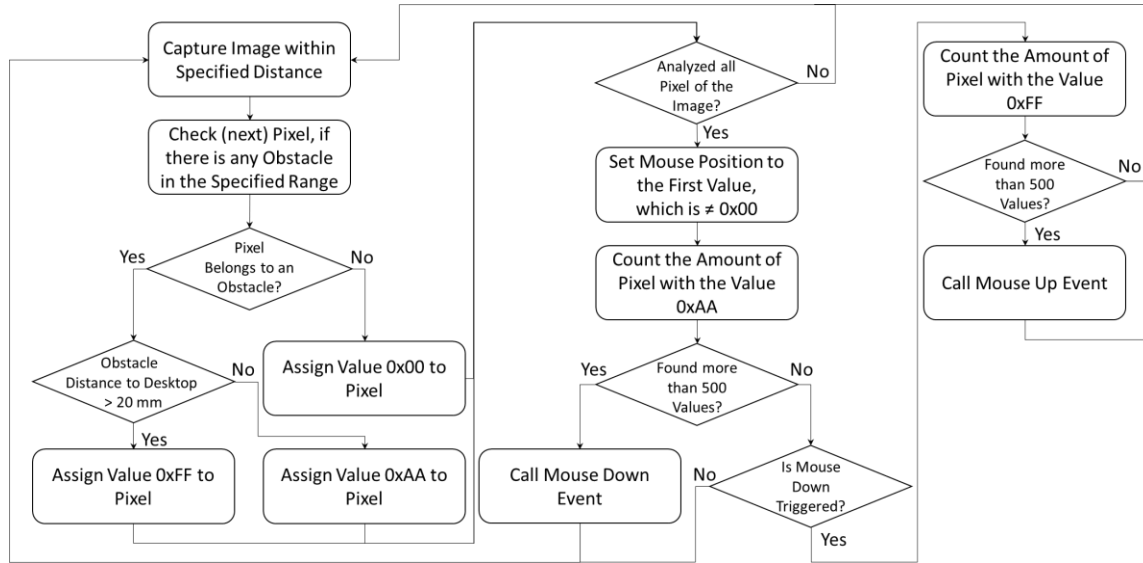 Capture Image within
Specified Distance
Check (next) Pixel, if
there is any Obstacle
in the Specified Range
Pixel
Belongs to an
Obstacle?
Yes
No
Obstacle
Distance to Desktop
> 20 mm
No
Yes
Assign Value 0x00 to
Pixel
Assign Value 0xFF to
Pixel
Assign Value 0xAA to
Pixel
Analyzed all
Pixel of the
Image?
No
Yes
Set Mouse Position to
the First Value,
which is ≠ 0x00
Count the Amount of
Pixel with the Value
0xAA
Found more
than 500
Values?
Yes
No
Call Mouse Down
Event
Is Mouse
Down
Triggered?
No
Yes
Count the Amount of
Pixel with the Value
0xFF
Found more
than 500
Values?
No
Yes
Call Mouse Up Event